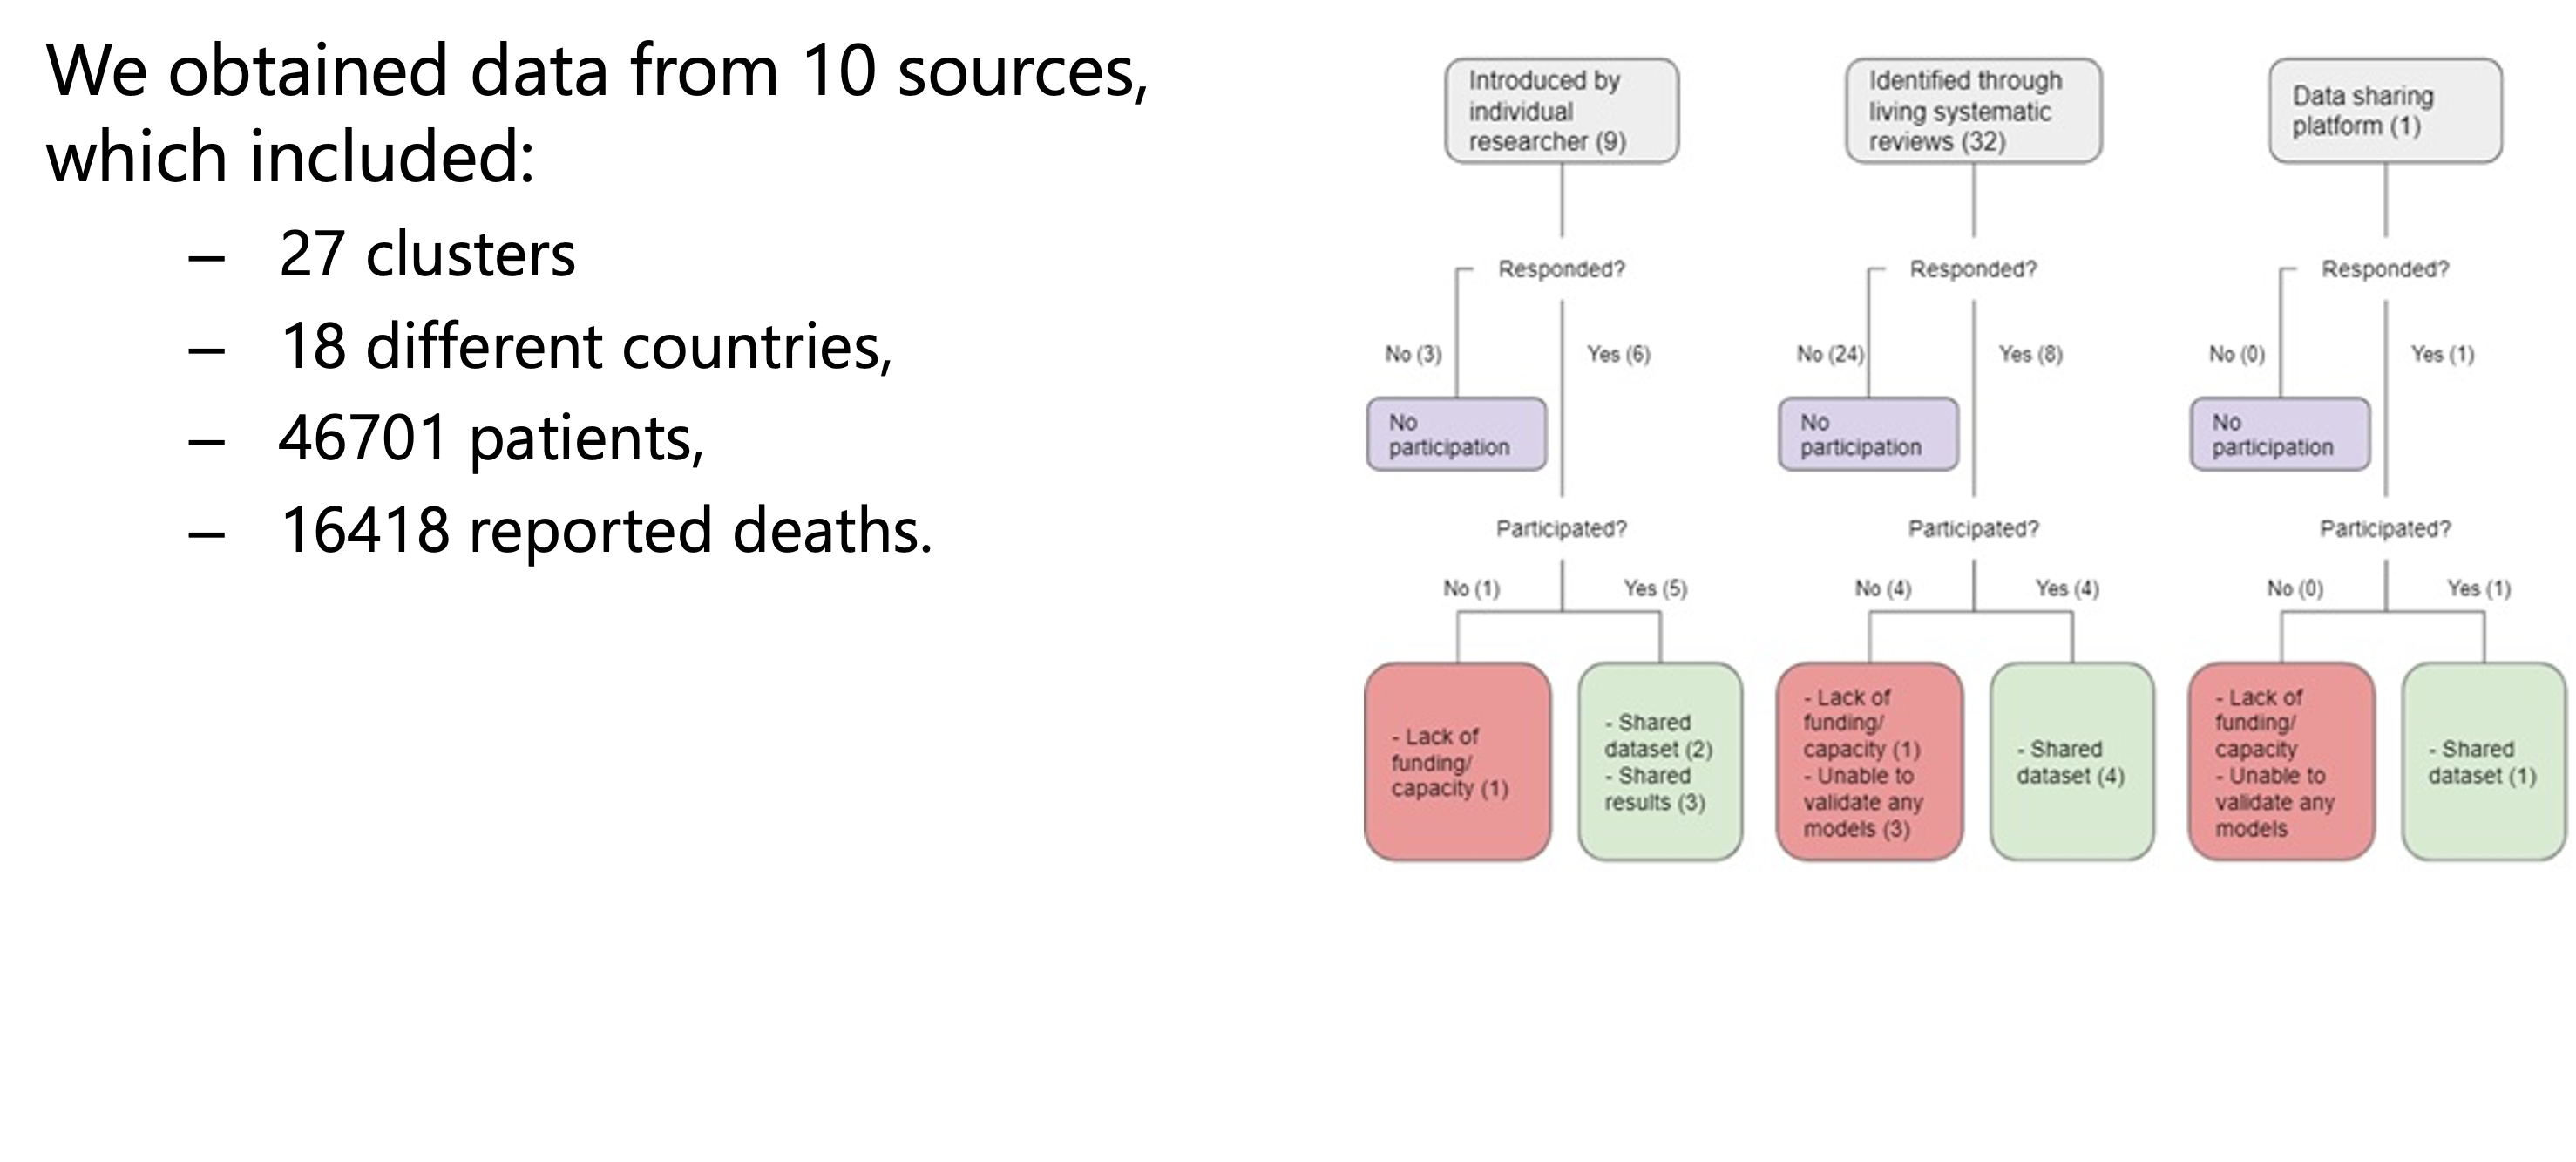 We obtained data from 10 sources,
which included:
– 27 clusters
– 18 different countries,
– 46701 patients,
– 16418 reported deaths.
Introduced by
individual
researcher (9)
Responded?
No (3)
Yes (6)
No
participation
Participated?
No (1)
Yes (5)
- Lack of
funding/
capacity (1)
- Shared
dataset (2)
- Shared
results (3)
Identified through
living systematic
reviews (32)
Responded?
No (24)
Yes (8)
No
participation
Participated?
No (4)
Yes (4)
- Lack of
funding/
capacity (1)
- Unable to
validate any
models (3)
- Shared
dataset (4)
Data sharing
platform (1)
Responded?
No (0)
Yes (1)
No
participation
Participated?
No (0)
Yes (1)
- Lack of
funding/
capacity
- Unable to
validate any
models
- Shared
dataset (1)